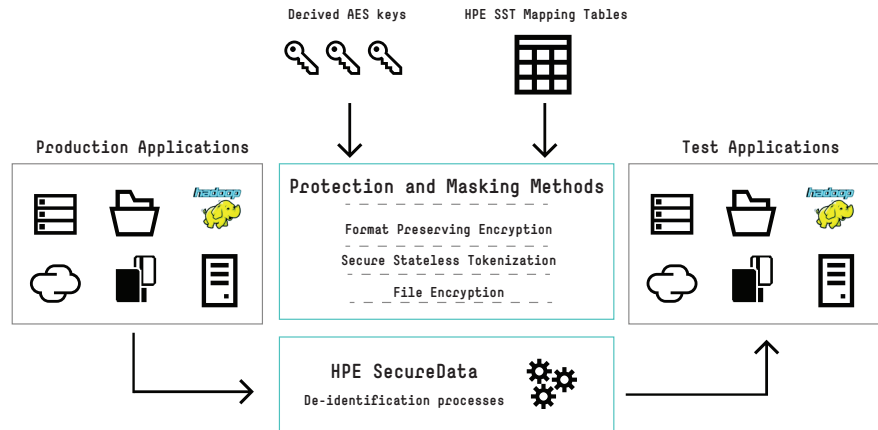 Derived AES keys
HPE SST Mapping Tables
Production Applications
hadoop
Protection and Masking Methods
Format Preserving Encryption
Secure Stateless Tokenization
File Encryption
Test Applications
hadoop
HPE SecureData
De-identification processes